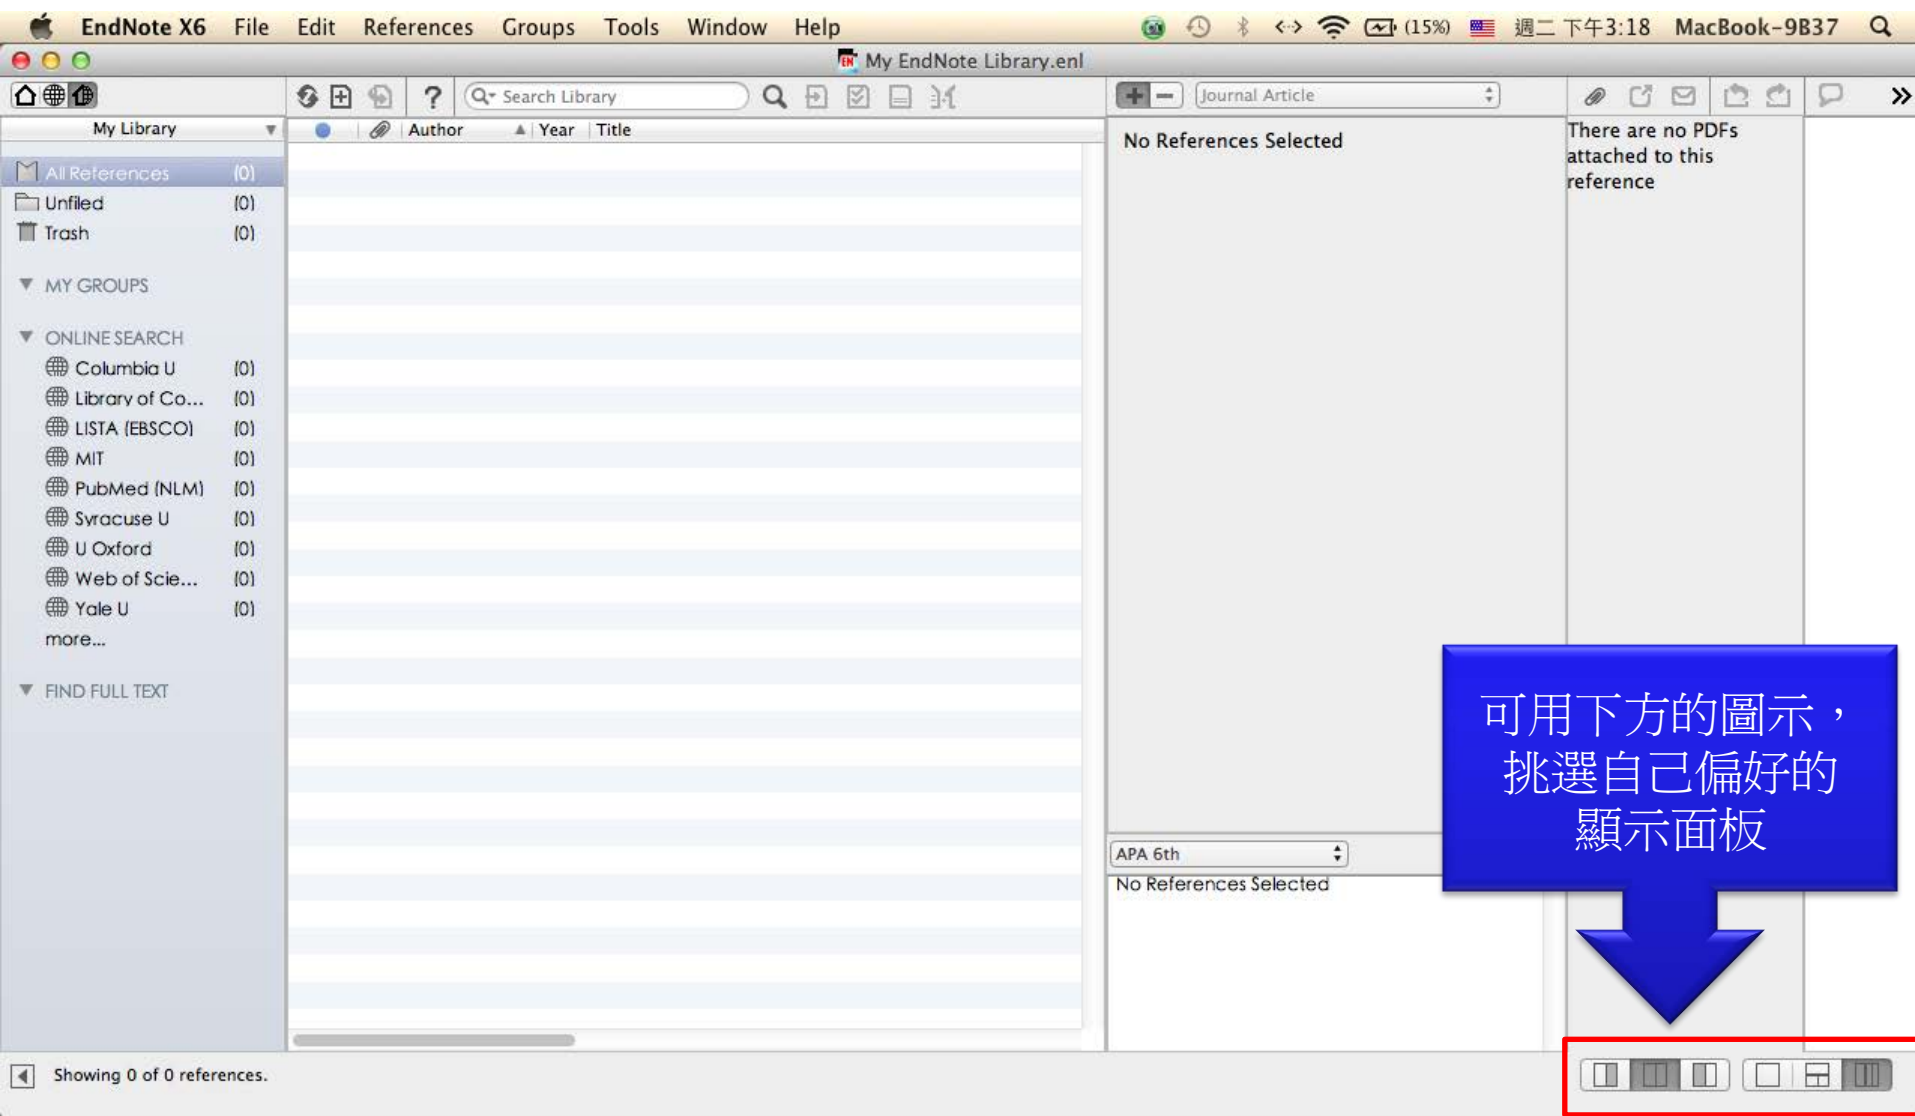 EndNote X6 File Edit References Groups Tools Window Help (15%) 週二 下午3:18 MacBook-9B37
My EndNote Library.enl
? Search Library + − Journal Article »
My Library Author Year Title
No References Selected
There are no PDFs
attached to this
reference
All References (0)
Unfiled (0)
Trash (0)
MY GROUPS
ONLINE SEARCH
Columbia U (0)
Library of Co... (0)
LISTA (EBSCO) (0)
MIT (0)
PubMed (NLM) (0)
Syracuse U (0)
U Oxford (0)
Web of Scie... (0)
Yale U (0)
more...
FIND FULL TEXT
可用下方的圖示，
挑選自己偏好的
顯示面板
APA 6th
No References Selected
Showing 0 of 0 references.